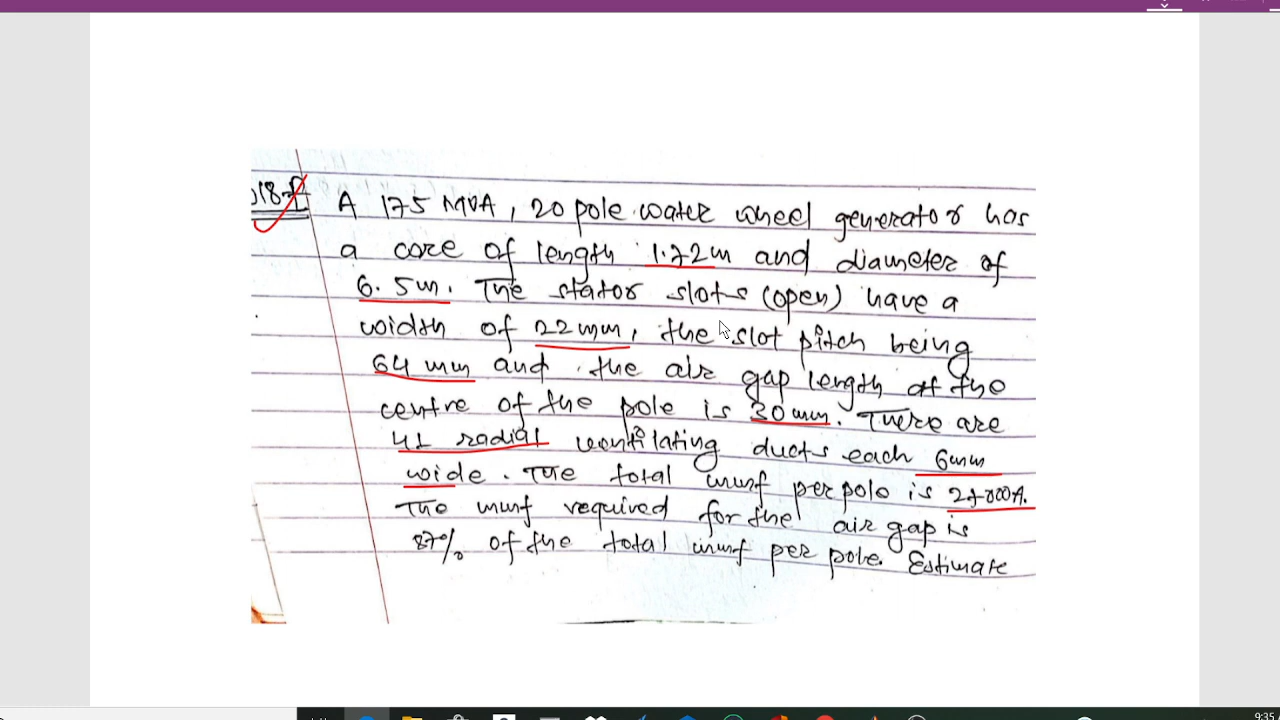 A 175 MVA, 20 pole water wheel generator has
a core of length 1.72m and diameter of
6.5m. The stator slots (open) have a
width of 22mm, the slot pitch being
64 mm and the air gap length at the
centre of the pole is 30mm. There are
41 radial ventilating ducts each 6mm
wide. The total mmf per pole is 27000A.
The mmf required for the air gap is
87% of the total mmf per pole. Estimate
9:35